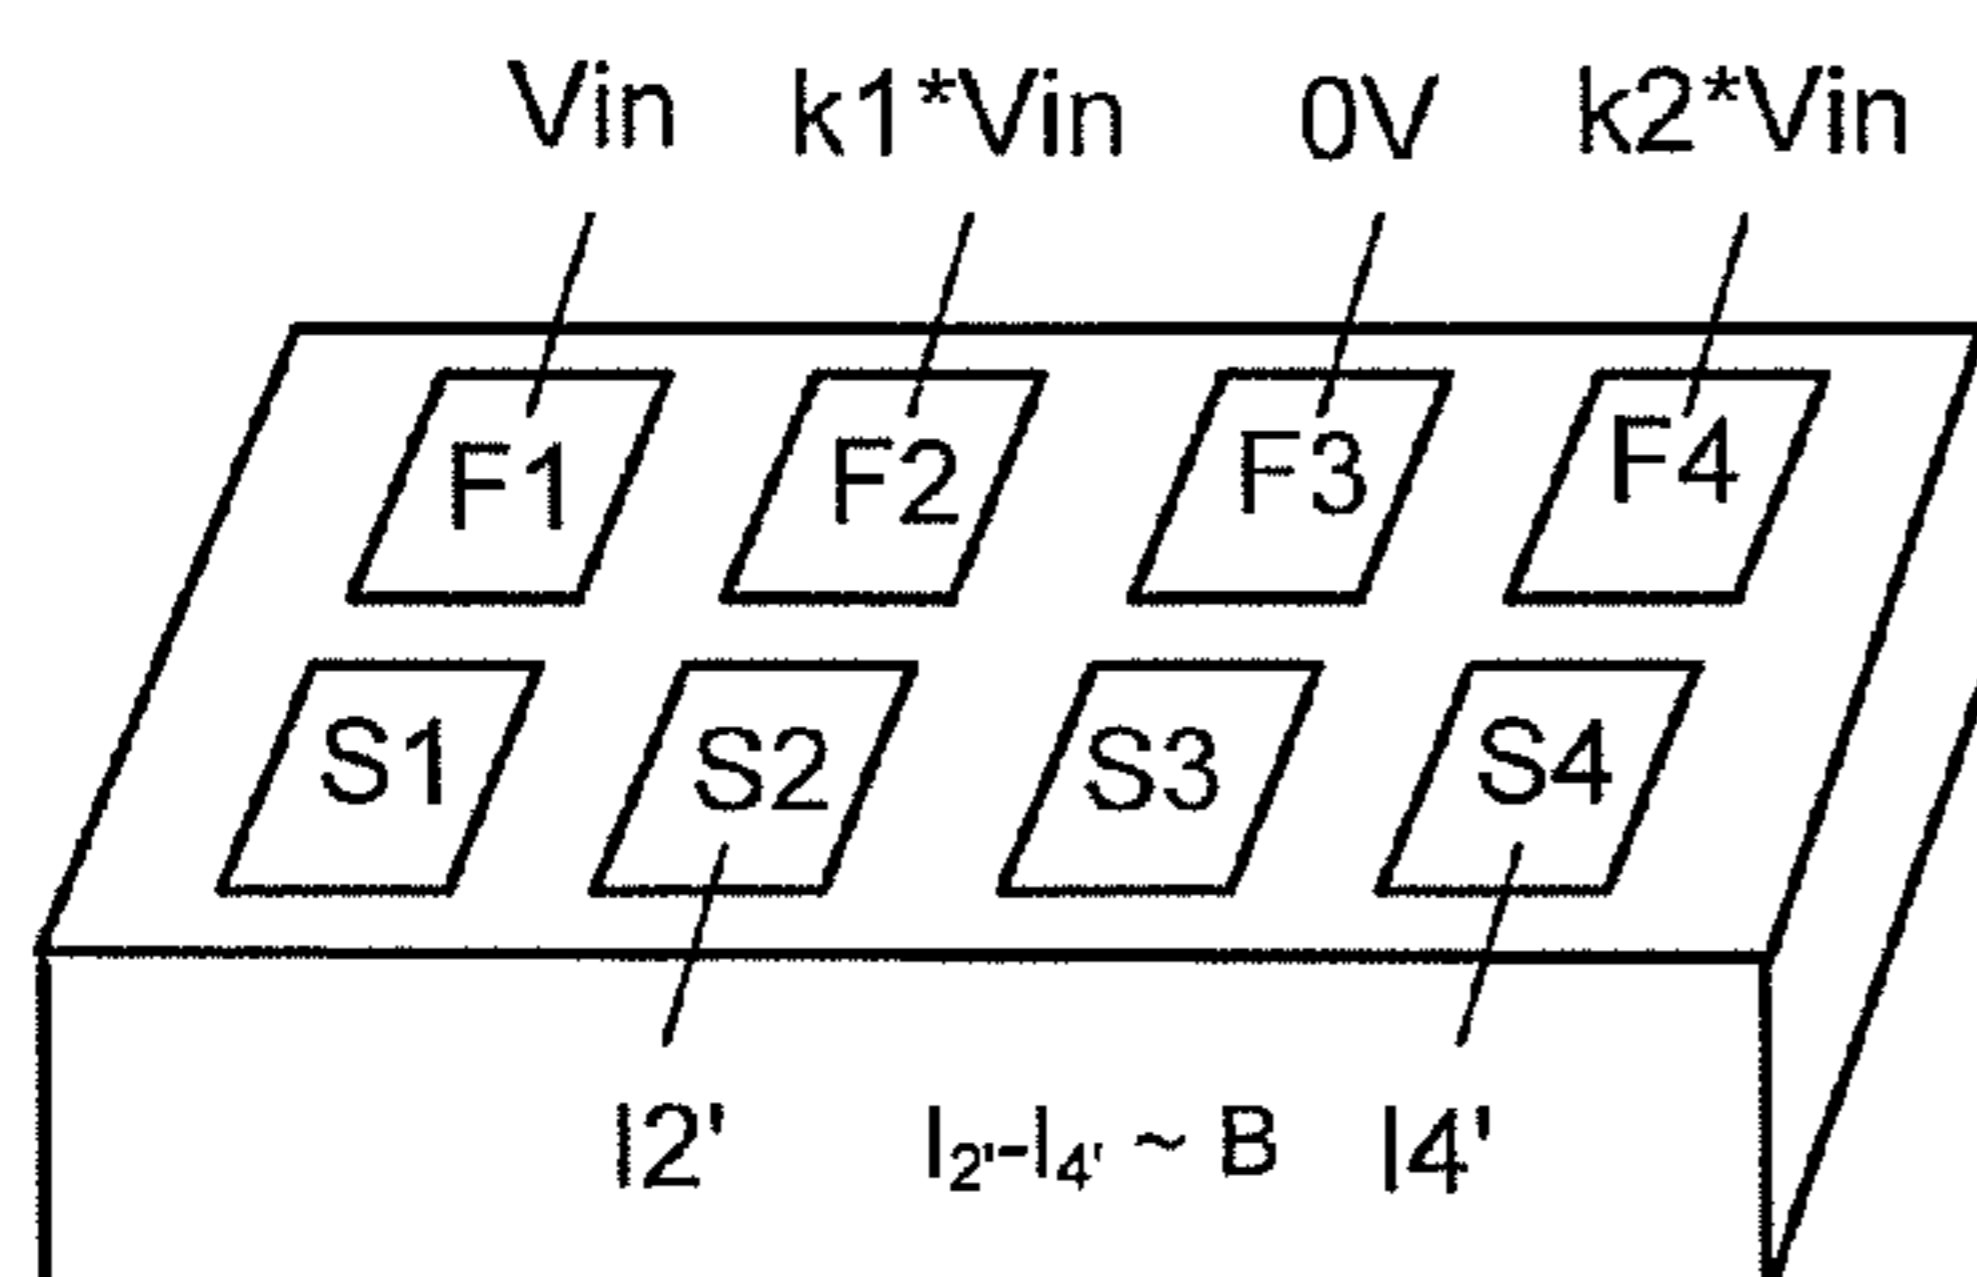 Vin k1*Vin 0V k2*Vin
F1 F2 F3 F4
S1 S2 S3 S4
I2' I2'-I4' ~ B I4'